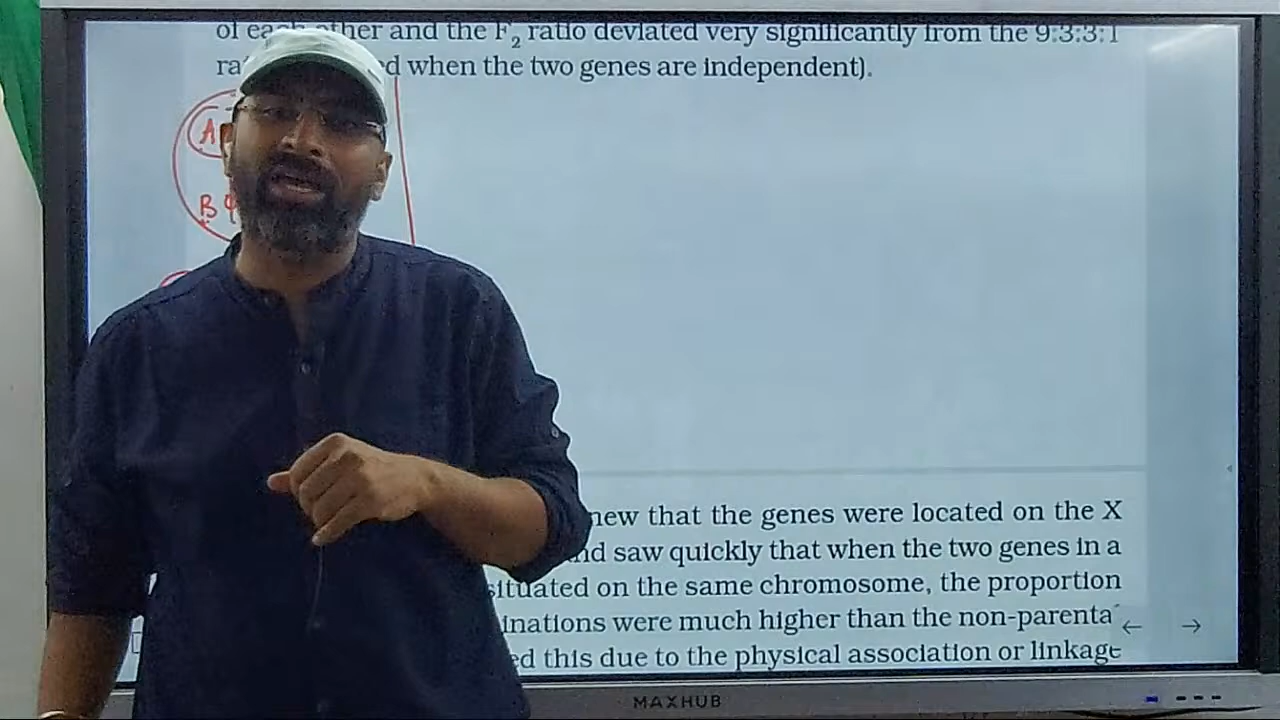 of each other and the F2 ratio deviated very significantly from the 9:3:3:1
d when the two genes are independent).
A
B
new that the genes were located on the X
nd saw quickly that when the two genes in a
situated on the same chromosome, the proportion
inations were much higher than the non-parenta
ed this due to the physical association or linkage
MAXHUB